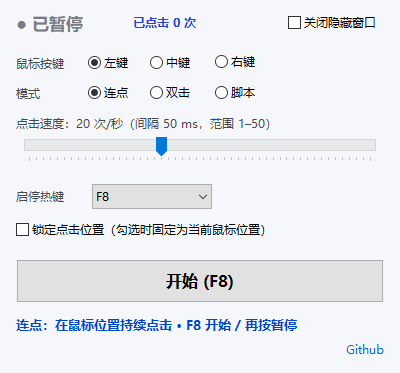 ● 已暂停 已点击 0 次 关闭隐藏窗口
鼠标按键 左键 中键 右键
模式 连点 双击 脚本
点击速度：20 次/秒（间隔 50 ms，范围 1–50）
启停热键 F8
锁定点击位置（勾选时固定为当前鼠标位置）
开始 (F8)
连点：在鼠标位置持续点击 • F8 开始 / 再按暂停
Github